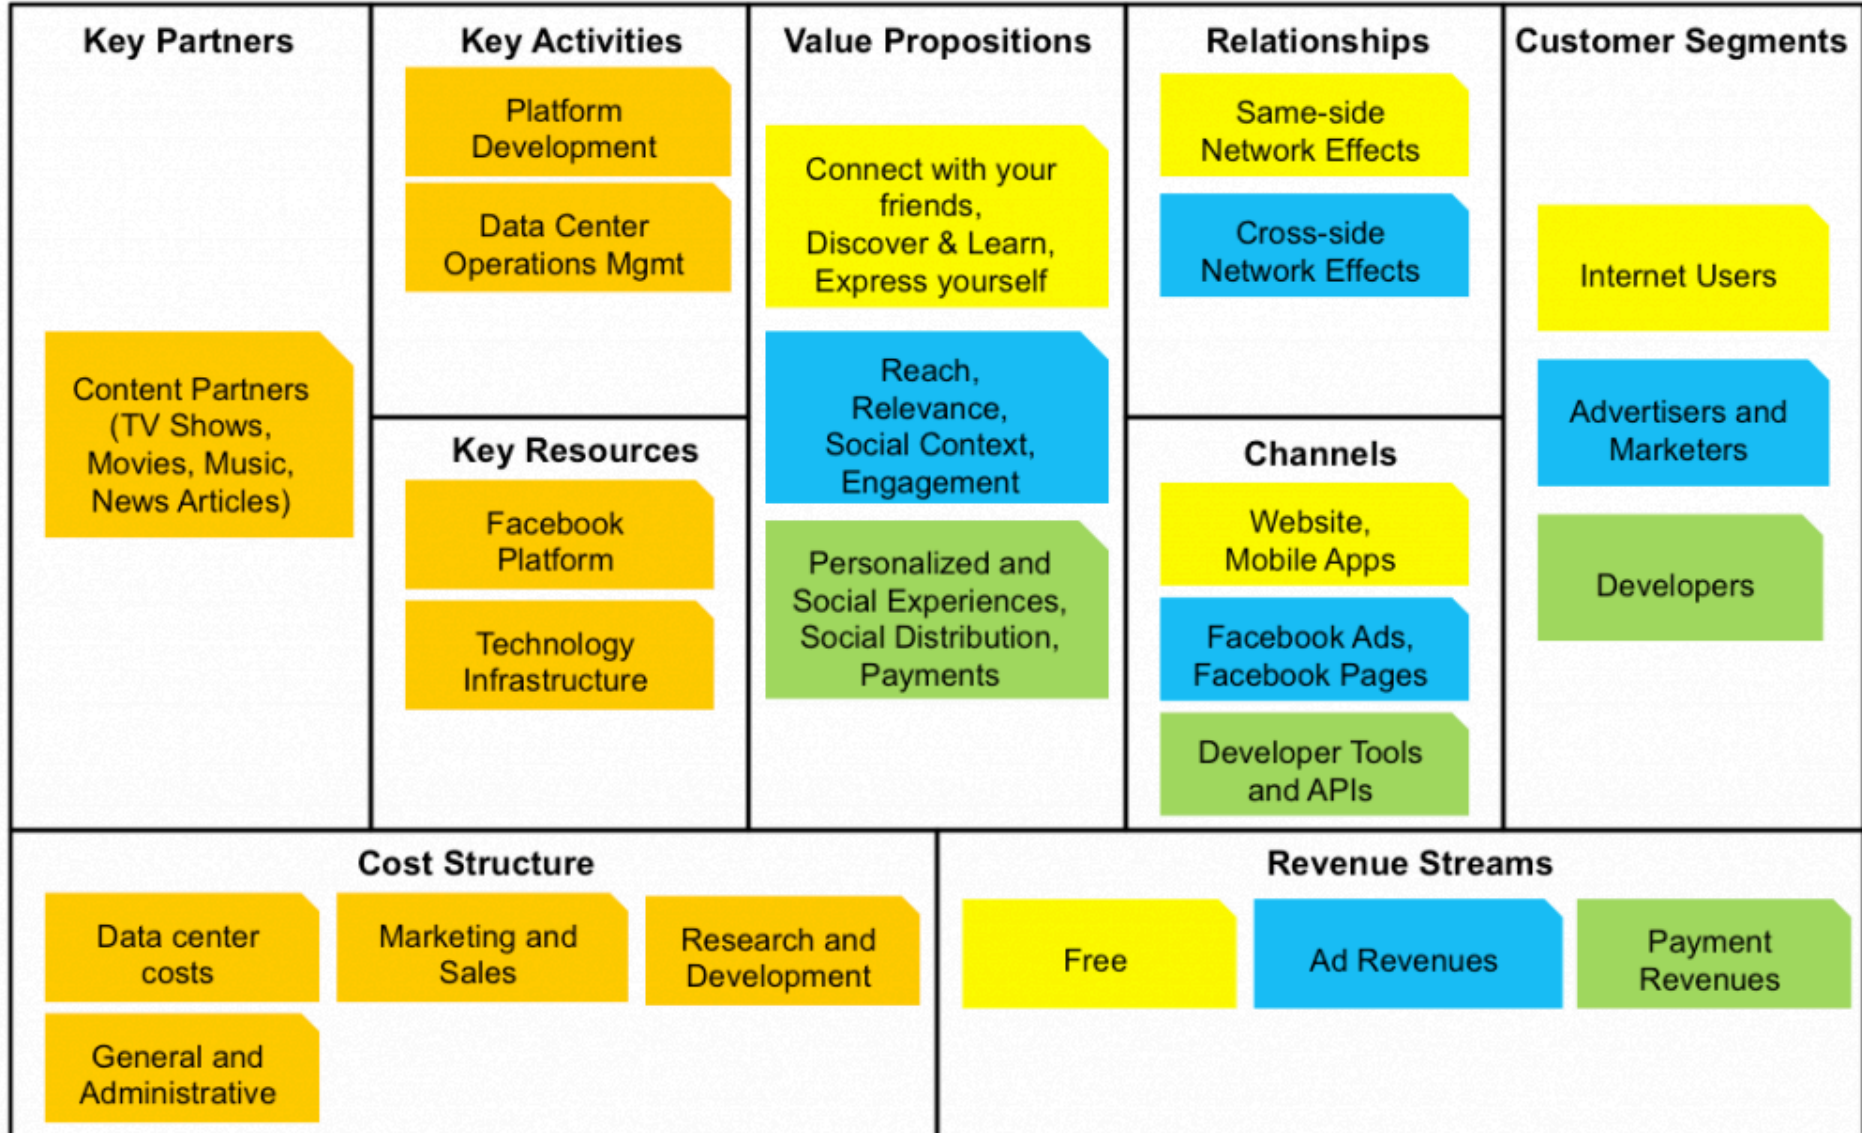 Key Partners
Content Partners
(TV Shows,
Movies, Music,
News Articles)
Key Activities
Platform
Development
Data Center
Operations Mgmt
Key Resources
Facebook
Platform
Technology
Infrastructure
Value Propositions
Connect with your
friends,
Discover & Learn,
Express yourself
Reach,
Relevance,
Social Context,
Engagement
Personalized and
Social Experiences,
Social Distribution,
Payments
Relationships
Same-side
Network Effects
Cross-side
Network Effects
Channels
Website,
Mobile Apps
Facebook Ads,
Facebook Pages
Developer Tools
and APIs
Customer Segments
Internet Users
Advertisers and
Marketers
Developers
Cost Structure
Data center
costs
Marketing and
Sales
Research and
Development
General and
Administrative
Revenue Streams
Free
Ad Revenues
Payment
Revenues